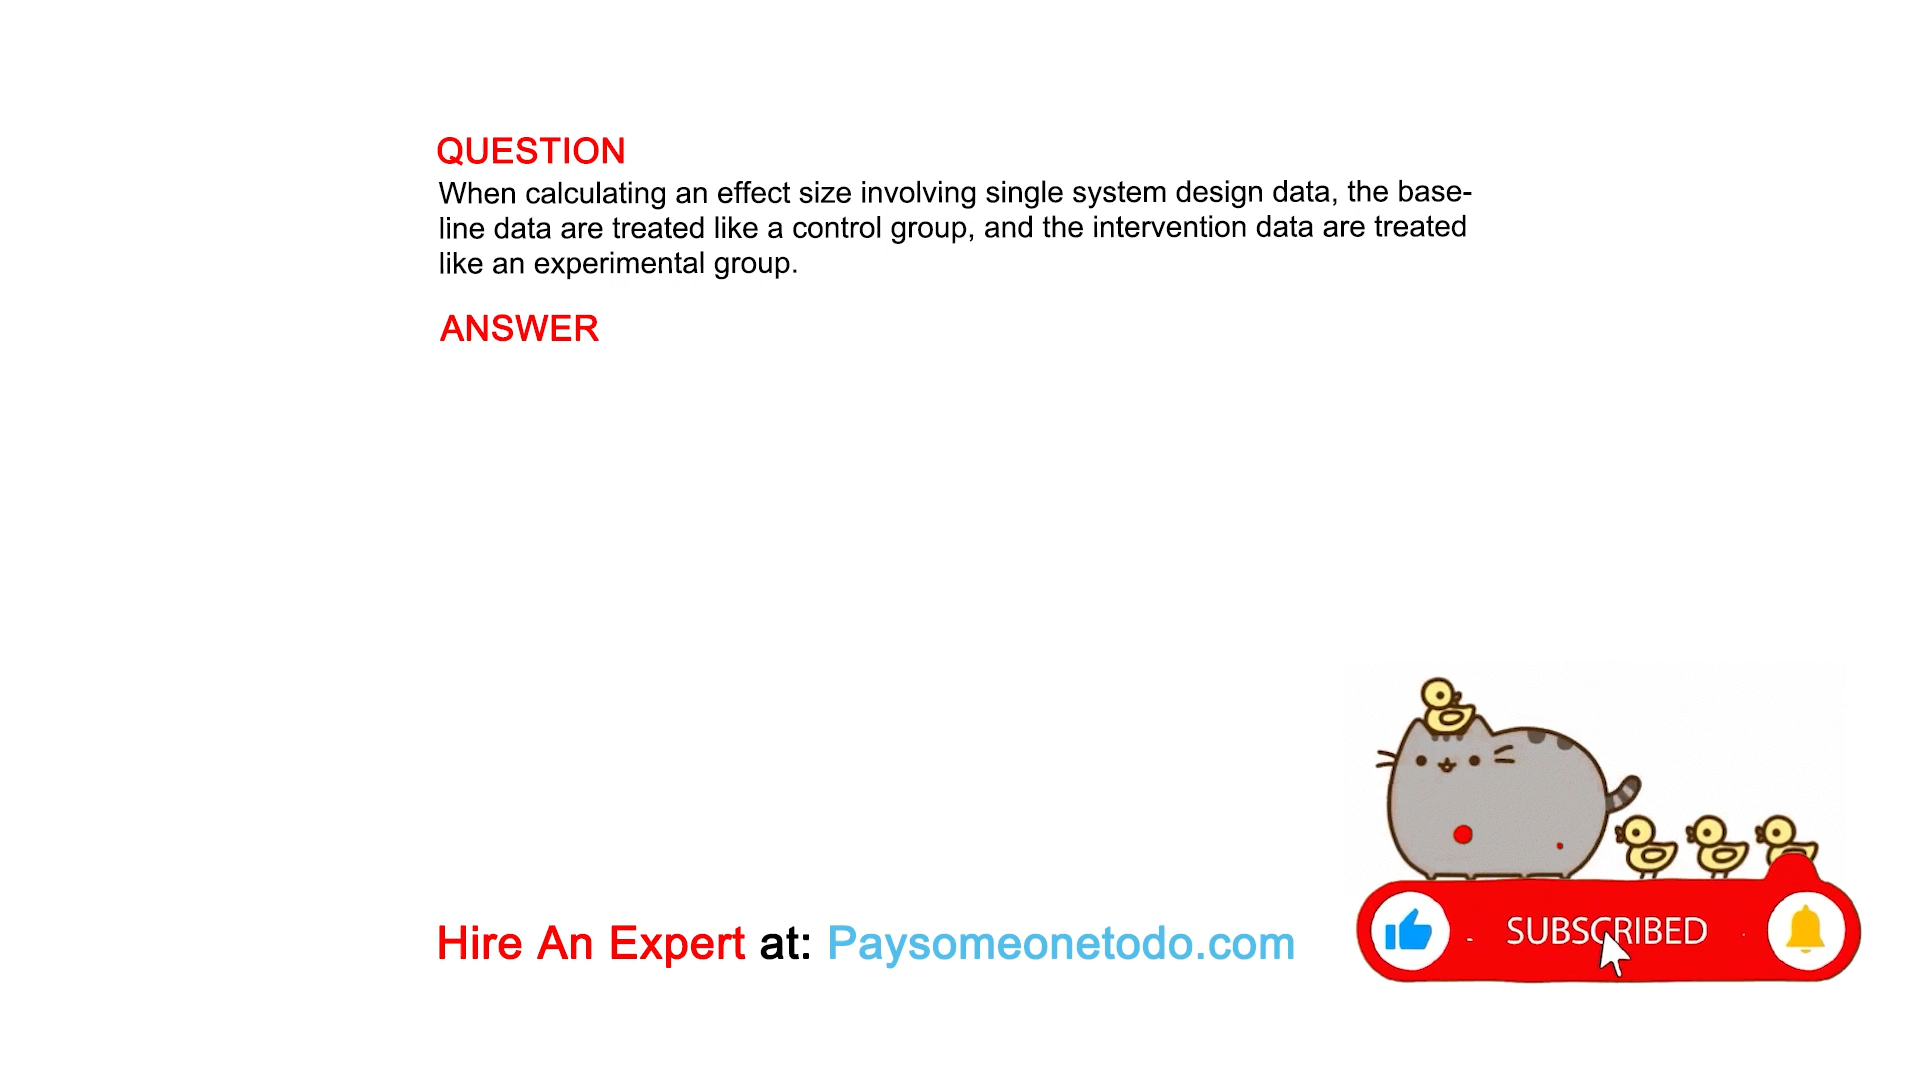 QUESTION
When calculating an effect size involving single system design data, the base-
line data are treated like a control group, and the intervention data are treated
like an experimental group.
ANSWER
Hire An Expert at: Paysomeonetodo.com
SUBSCRIBED